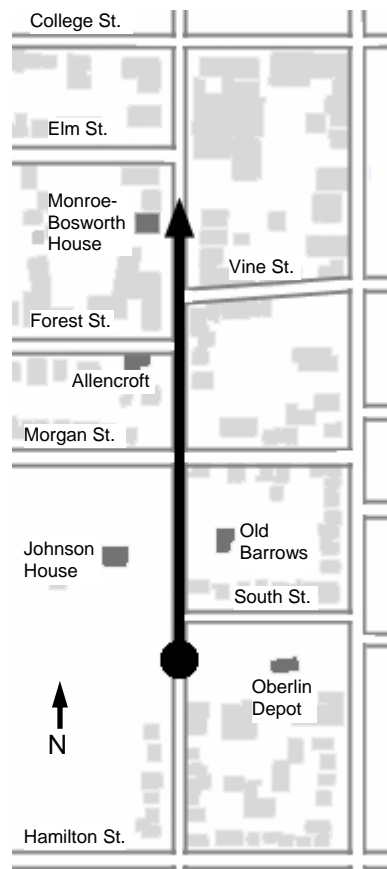 College St.
Elm St.
Monroe-
Bosworth
House
Vine St.
Forest St.
Allencroft
Morgan St.
Old
Barrows
Johnson
House
South St.
Oberlin
Depot
N
Hamilton St.